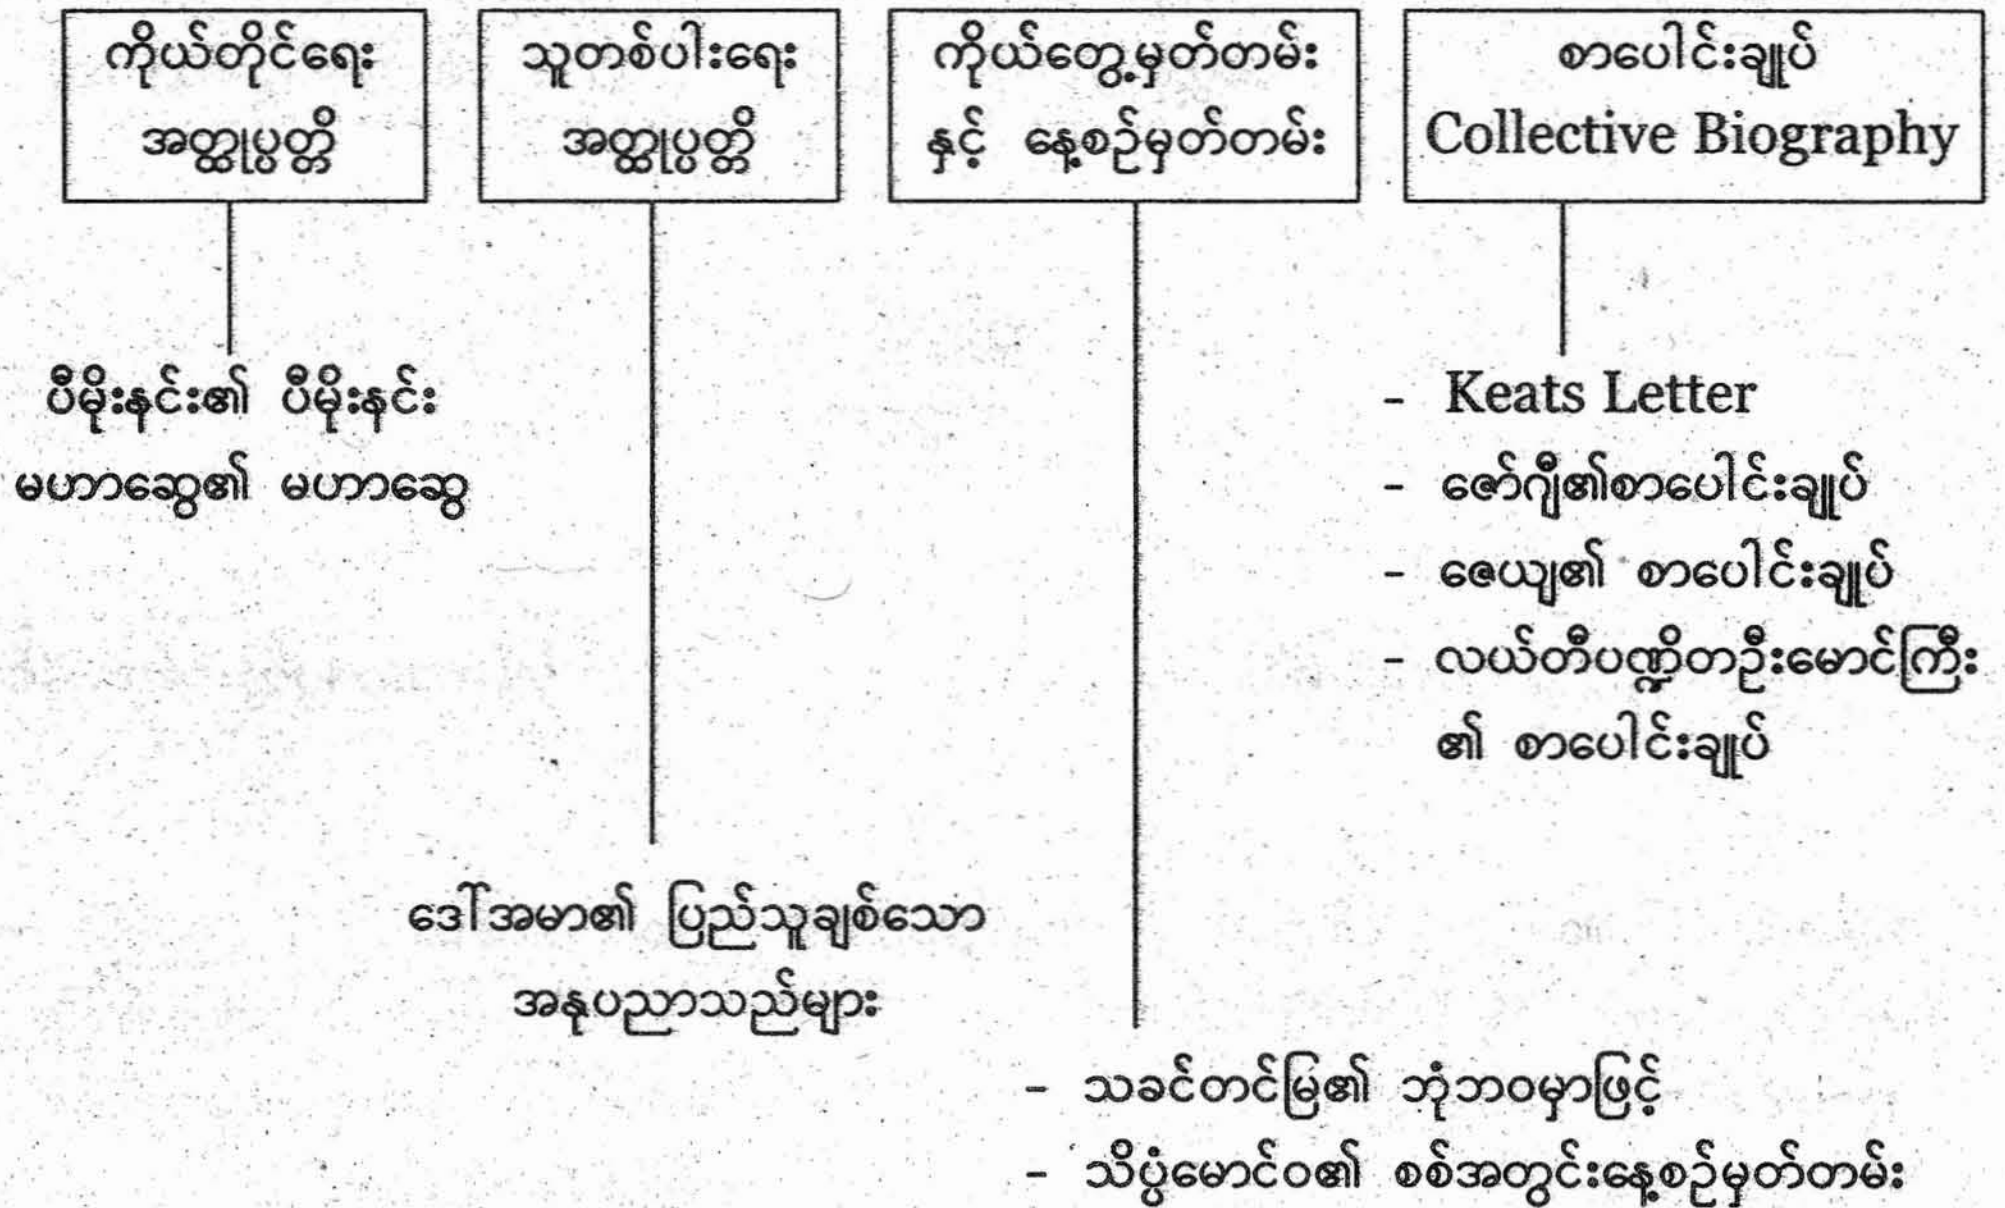 ကိုယ်တိုင်ရေး
အတ္ထုပ္ပတ္တိ
သူတစ်ပါးရေး
အတ္ထုပ္ပတ္တိ
ကိုယ်တွေ့မှတ်တမ်း
နှင့် နေ့စဉ်မှတ်တမ်း
စာပေါင်းချုပ်
Collective Biography
ပီမိုးနင်း၏ ပီမိုးနင်း
မဟာဆွေ၏ မဟာဆွေ
- Keats Letter
- ဇော်ဂျီ၏စာပေါင်းချုပ်
- ဇေယျ၏ စာပေါင်းချုပ်
- လယ်တီပဏ္ဍိတဦးမောင်ကြီး
၏ စာပေါင်းချုပ်
ဒေါ်အမာ၏ ပြည်သူချစ်သော
အနုပညာသည်များ
- သခင်တင်မြ၏ ဘုံဘဝမှာဖြင့်
- သိပ္ပံမောင်ဝ၏ စစ်အတွင်းနေ့စဉ်မှတ်တမ်း